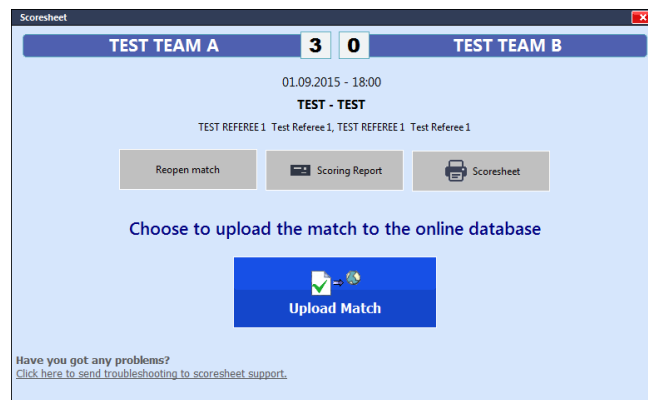 Scoresheet
TEST TEAM A 3 0 TEST TEAM B
01.09.2015 - 18:00
TEST - TEST
TEST REFEREE 1 Test Referee 1, TEST REFEREE 1 Test Referee 1
Reopen match Scoring Report Scoresheet
Choose to upload the match to the online database
Upload Match
Have you got any problems?
Click here to send troubleshooting to scoresheet support.